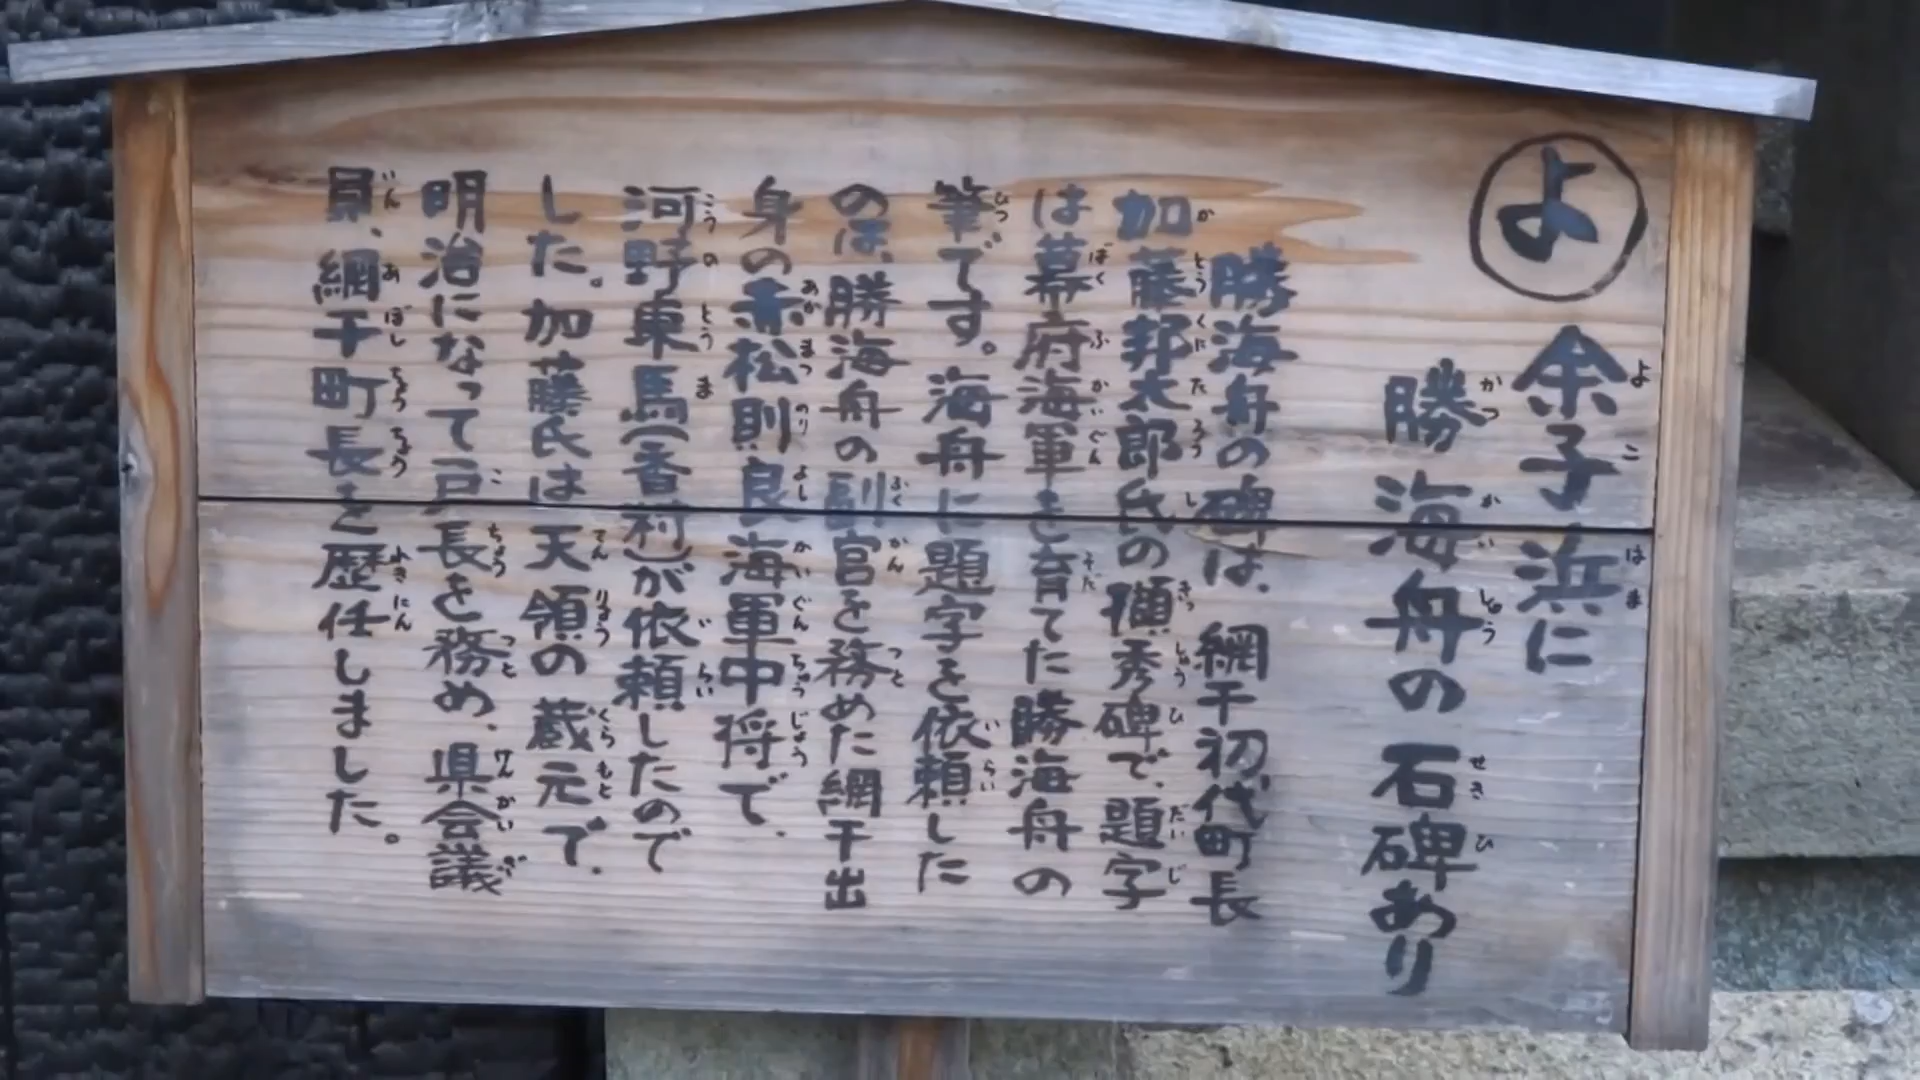 よ
余子浜に
勝海舟の石碑あり
勝海舟の碑は、網干初代町長
加藤邦太郎氏の碩秀碑で、題字
は幕府海軍を育てた勝海舟の
筆です。海舟に題字を依頼した
のは、勝海舟の副官を務めた網干出
身の赤松則良海軍中将で、
河野東馬(香村)が依頼したので
した。加藤氏は天領の蔵元で、
明治になって戸長を務め、県会議
員、網干町長を歴任しました。